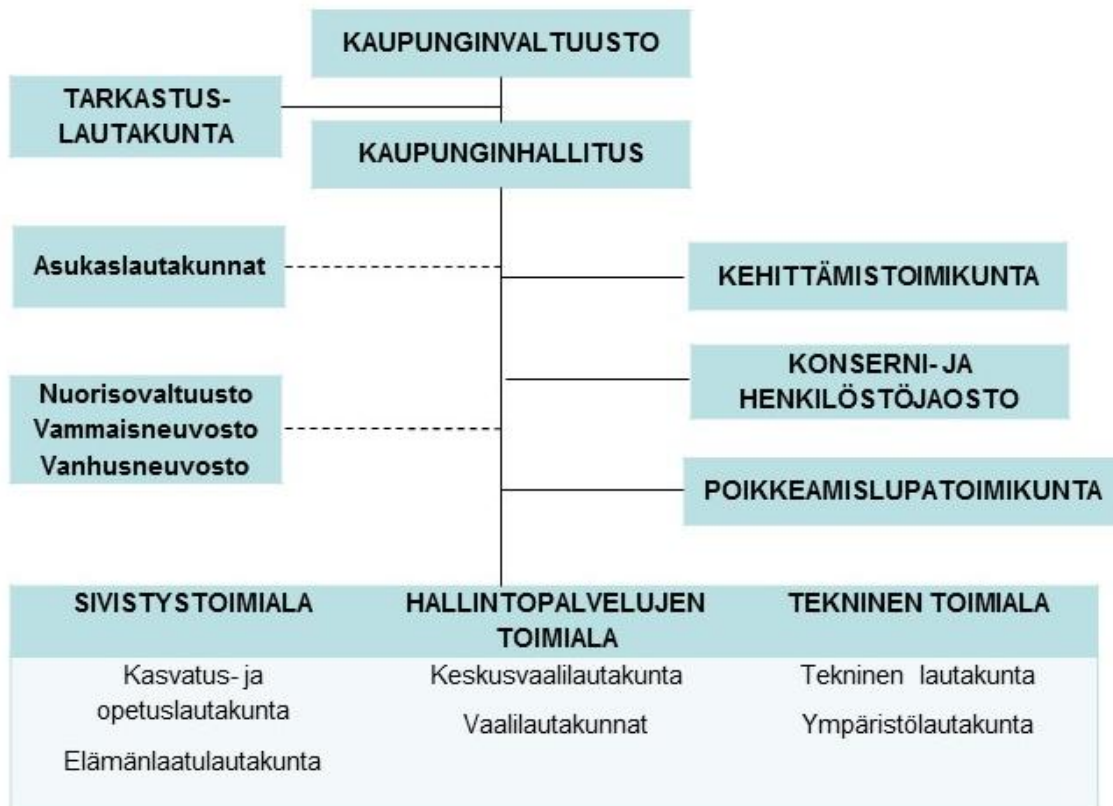 KAUPUNGINVALTUUSTO
TARKASTUS-
LAUTAKUNTA
KAUPUNGINHALLITUS
Asukaslautakunnat
KEHITTÄMISTOIMIKUNTA
KONSERNI- JA
HENKILÖSTÖJAOSTO
Nuorisovaltuusto
Vammaisneuvosto
Vanhusneuvosto
POIKKEAMISLUPATOIMIKUNTA
SIVISTYSTOIMIALA
Kasvatus- ja
opetuslautakunta
Elämänlaatulautakunta
HALLINTOPALVELUJEN
TOIMIALA
Keskusvaalilautakunta
Vaalilautakunnat
TEKNINEN TOIMIALA
Tekninen lautakunta
Ympäristölautakunta